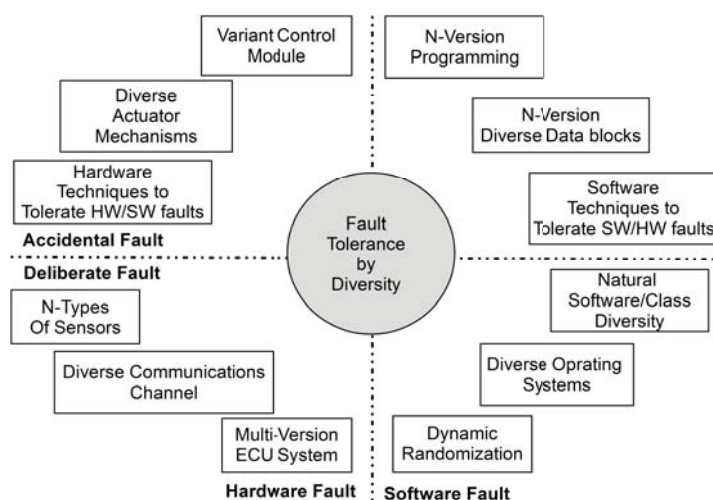 Variant Control
Module
N-Version
Programming
Diverse
Actuator
Mechanisms
N-Version
Diverse Data blocks
Hardware
Techniques to
Tolerate HW/SW faults
Software
Techniques to
Tolerate SW/HW faults
Fault
Tolerance
by
Diversity
Accidental Fault
Deliberate Fault
N-Types
Of Sensors
Natural
Software/Class
Diversity
Diverse Communications
Channel
Diverse Oprating
Systems
Multi-Version
ECU System
Dynamic
Randomization
Hardware Fault
Software Fault